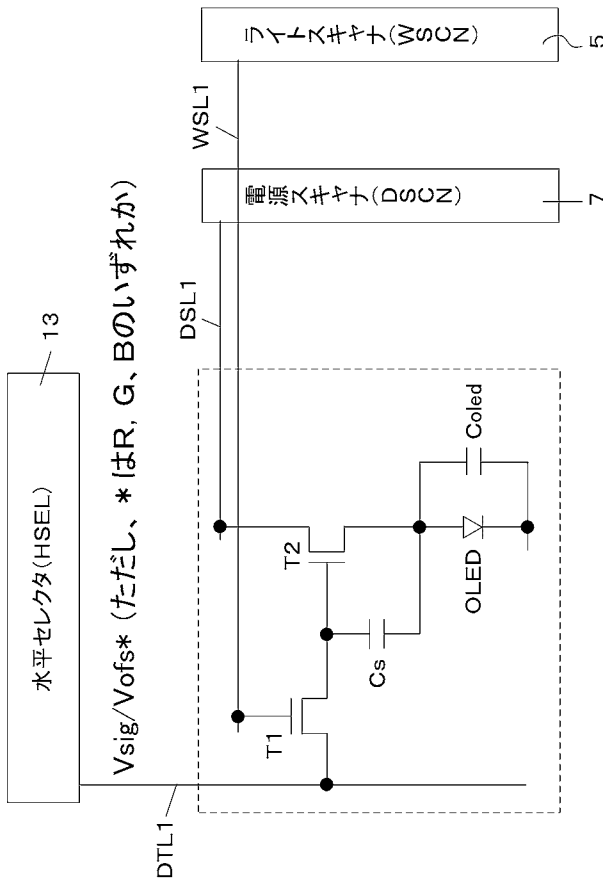 水平セレクタ(HSEL)
13
Vsig/Vofs* (ただし、*はR, G、Bのいずれか)
DTL1
DSL1
WSL1
T1
T2
Cs
OLED
Coled
電源スキャナ(DSCN)
7
ライトスキャナ(WSCN)
5